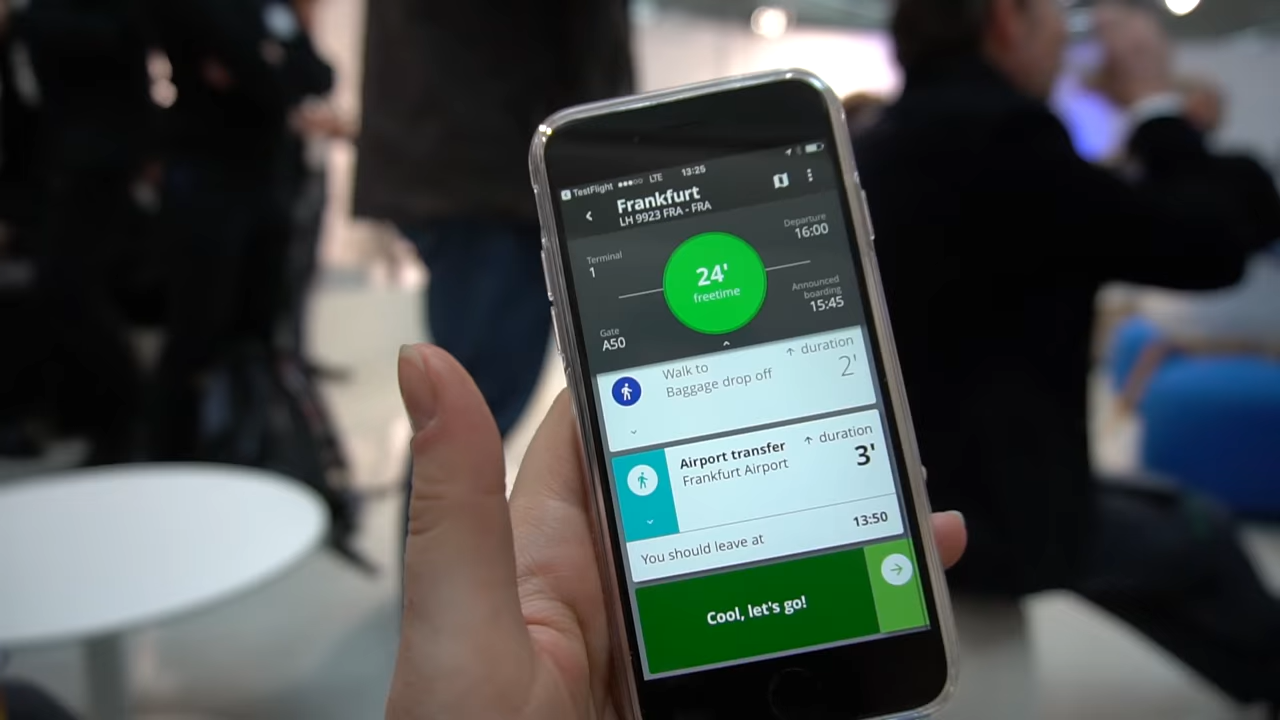 TestFlight LTE 13:25
Frankfurt
LH 9923 FRA - FRA
Terminal
1
Departure
16:00
24'
freetime
Gate
A50
Announced
boarding
15:45
Walk to
Baggage drop off
duration
2'
Airport transfer
Frankfurt Airport
duration
3'
You should leave at 13:50
Cool, let's go!